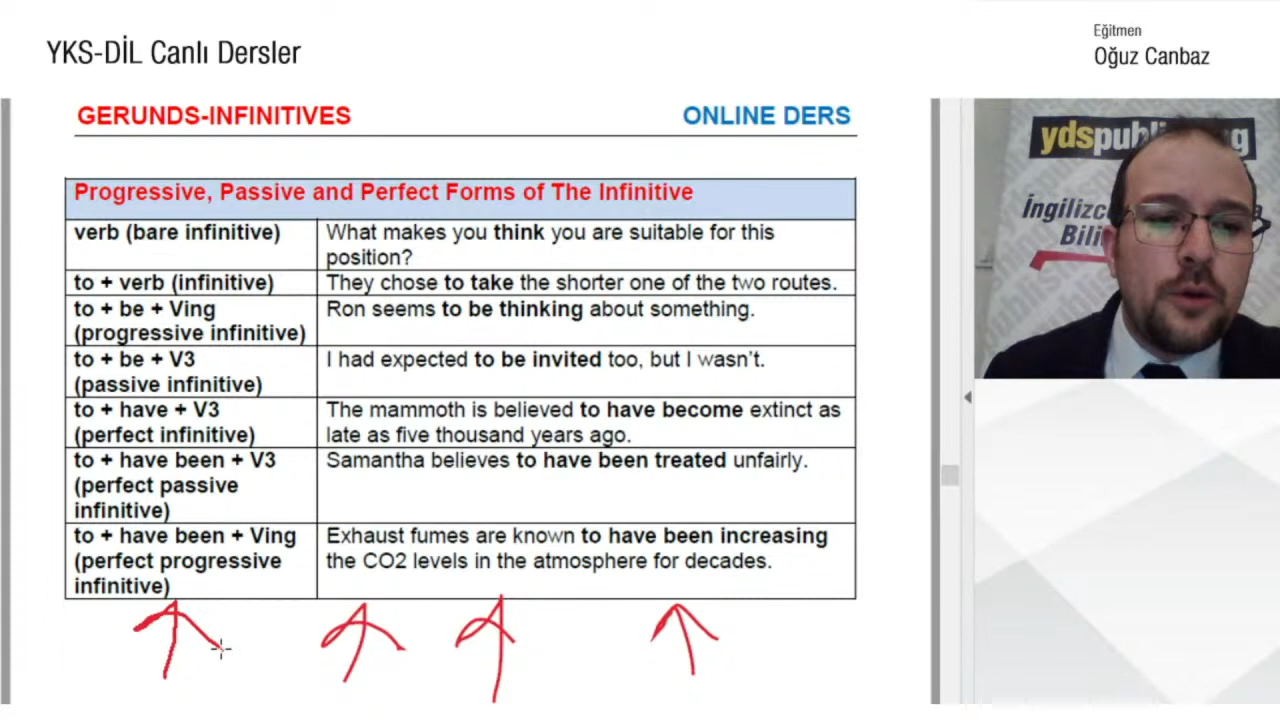 YKS-DİL Canlı Dersler
Eğitmen
Oğuz Canbaz
GERUNDS-INFINITIVES
ONLINE DERS
Progressive, Passive and Perfect Forms of The Infinitive
verb (bare infinitive)
What makes you think you are suitable for this
position?
to + verb (infinitive)
They chose to take the shorter one of the two routes.
to + be + Ving
(progressive infinitive)
Ron seems to be thinking about something.
to + be + V3
(passive infinitive)
I had expected to be invited too, but I wasn't.
to + have + V3
(perfect infinitive)
The mammoth is believed to have become extinct as
late as five thousand years ago.
to + have been + V3
(perfect passive
infinitive)
Samantha believes to have been treated unfairly.
to + have been + Ving
(perfect progressive
infinitive)
Exhaust fumes are known to have been increasing
the CO2 levels in the atmosphere for decades.